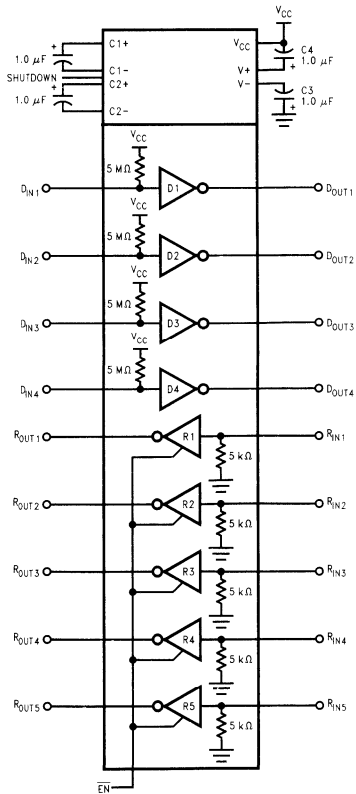 VCC
C1+
VCC
C4
1.0 µF
+
1.0 µF
C1-
V+
+
SHUTDOWN
C2+
V-
C3
1.0 µF
+
1.0 µF
C2-
+
VCC
5 MΩ
DIN1
D1
DOUT1
VCC
5 MΩ
DIN2
D2
DOUT2
VCC
5 MΩ
DIN3
D3
DOUT3
VCC
5 MΩ
DIN4
D4
DOUT4
ROUT1
R1
RIN1
5 kΩ
ROUT2
R2
RIN2
5 kΩ
ROUT3
R3
RIN3
5 kΩ
ROUT4
R4
RIN4
5 kΩ
ROUT5
R5
RIN5
5 kΩ
EN